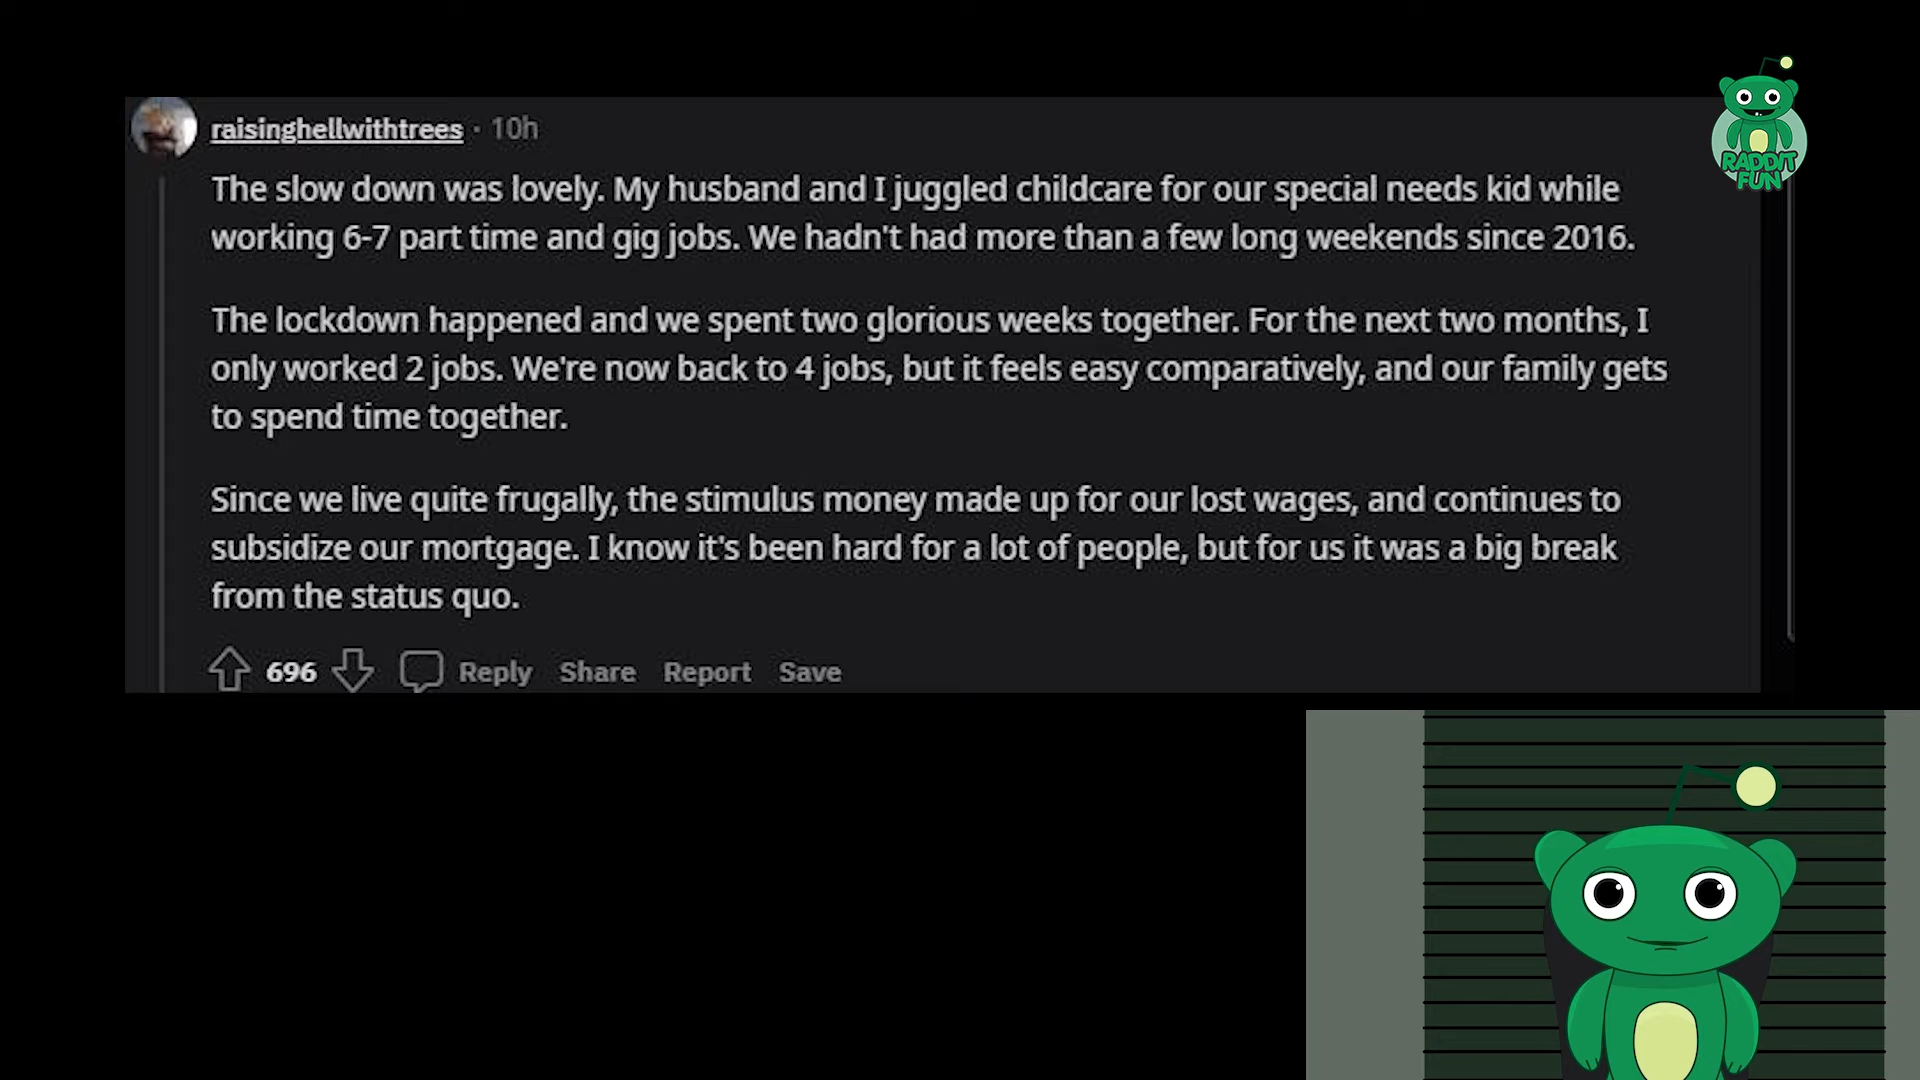 raisinghellwithtrees · 10h
The slow down was lovely. My husband and I juggled childcare for our special needs kid while
working 6-7 part time and gig jobs. We hadn't had more than a few long weekends since 2016.
The lockdown happened and we spent two glorious weeks together. For the next two months, I
only worked 2 jobs. We're now back to 4 jobs, but it feels easy comparatively, and our family gets
to spend time together.
Since we live quite frugally, the stimulus money made up for our lost wages, and continues to
subsidize our mortgage. I know it's been hard for a lot of people, but for us it was a big break
from the status quo.
696 Reply Share Report Save
RADDIT
FUN